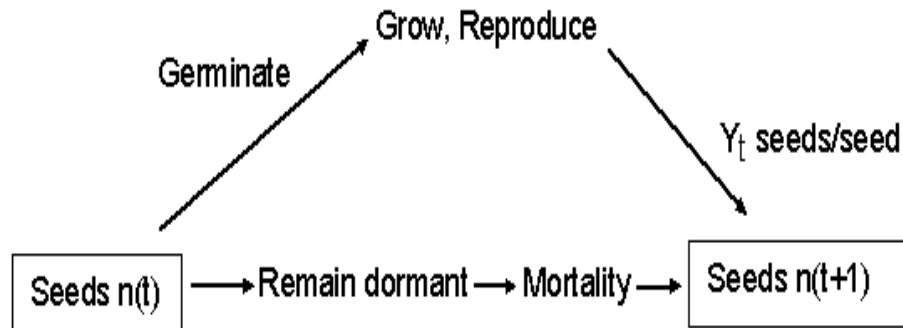 Grow, Reproduce
Germinate
Yt seeds/seed
Seeds n(t)
Remain dormant
Mortality
Seeds n(t+1)